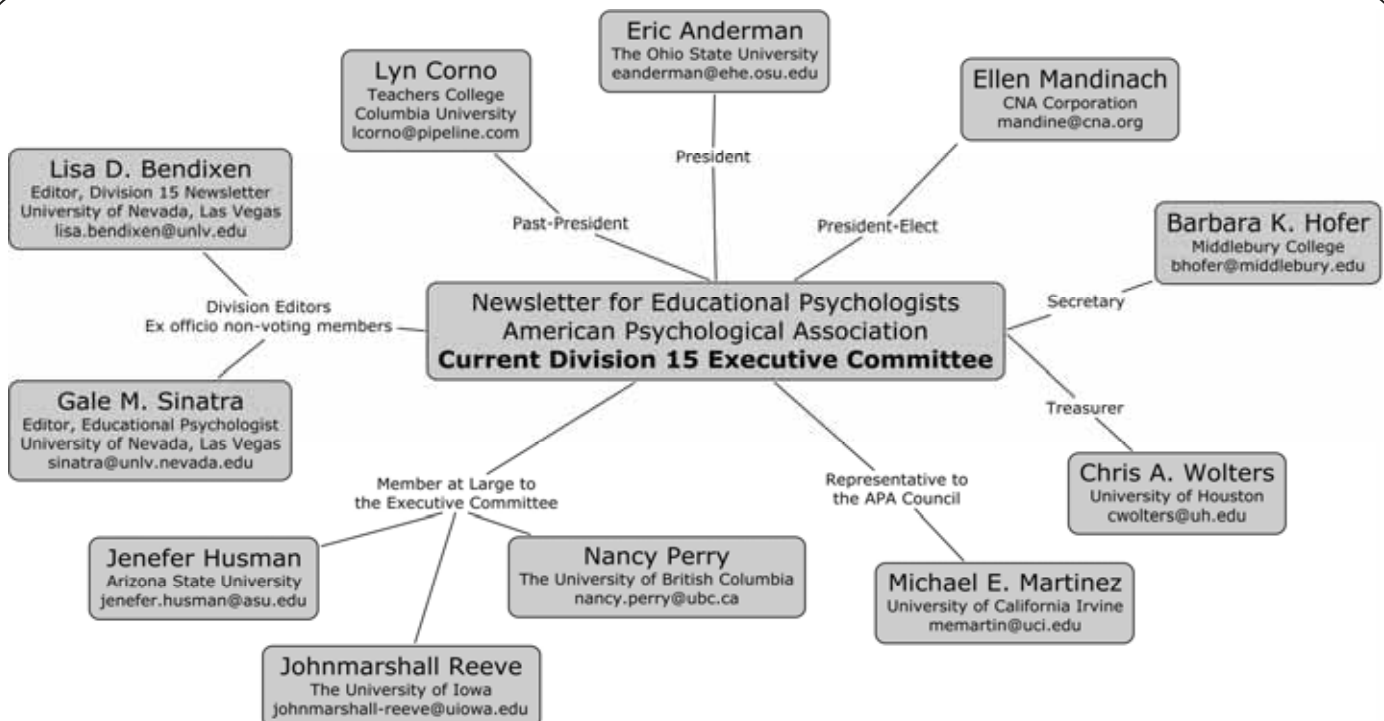 Eric Anderman
The Ohio State University
eanderman@ehe.osu.edu
Lyn Corno
Teachers College
Columbia University
lcorno@pipeline.com
Ellen Mandinach
CNA Corporation
mandine@cna.org
President
Lisa D. Bendixen
Editor, Division 15 Newsletter
University of Nevada, Las Vegas
lisa.bendixen@unlv.edu
Past-President
President-Elect
Barbara K. Hofer
Middlebury College
bhofer@middlebury.edu
Division Editors
Ex officio non-voting members
Newsletter for Educational Psychologists
American Psychological Association
Current Division 15 Executive Committee
Secretary
Gale M. Sinatra
Editor, Educational Psychologist
University of Nevada, Las Vegas
sinatra@unlv.nevada.edu
Treasurer
Member at Large to
the Executive Committee
Representative to
the APA Council
Chris A. Wolters
University of Houston
cwolters@uh.edu
Jenefer Husman
Arizona State University
jenefer.husman@asu.edu
Nancy Perry
The University of British Columbia
nancy.perry@ubc.ca
Michael E. Martinez
University of California Irvine
memartin@uci.edu
Johnmarshall Reeve
The University of Iowa
johnmarshall-reeve@uiowa.edu